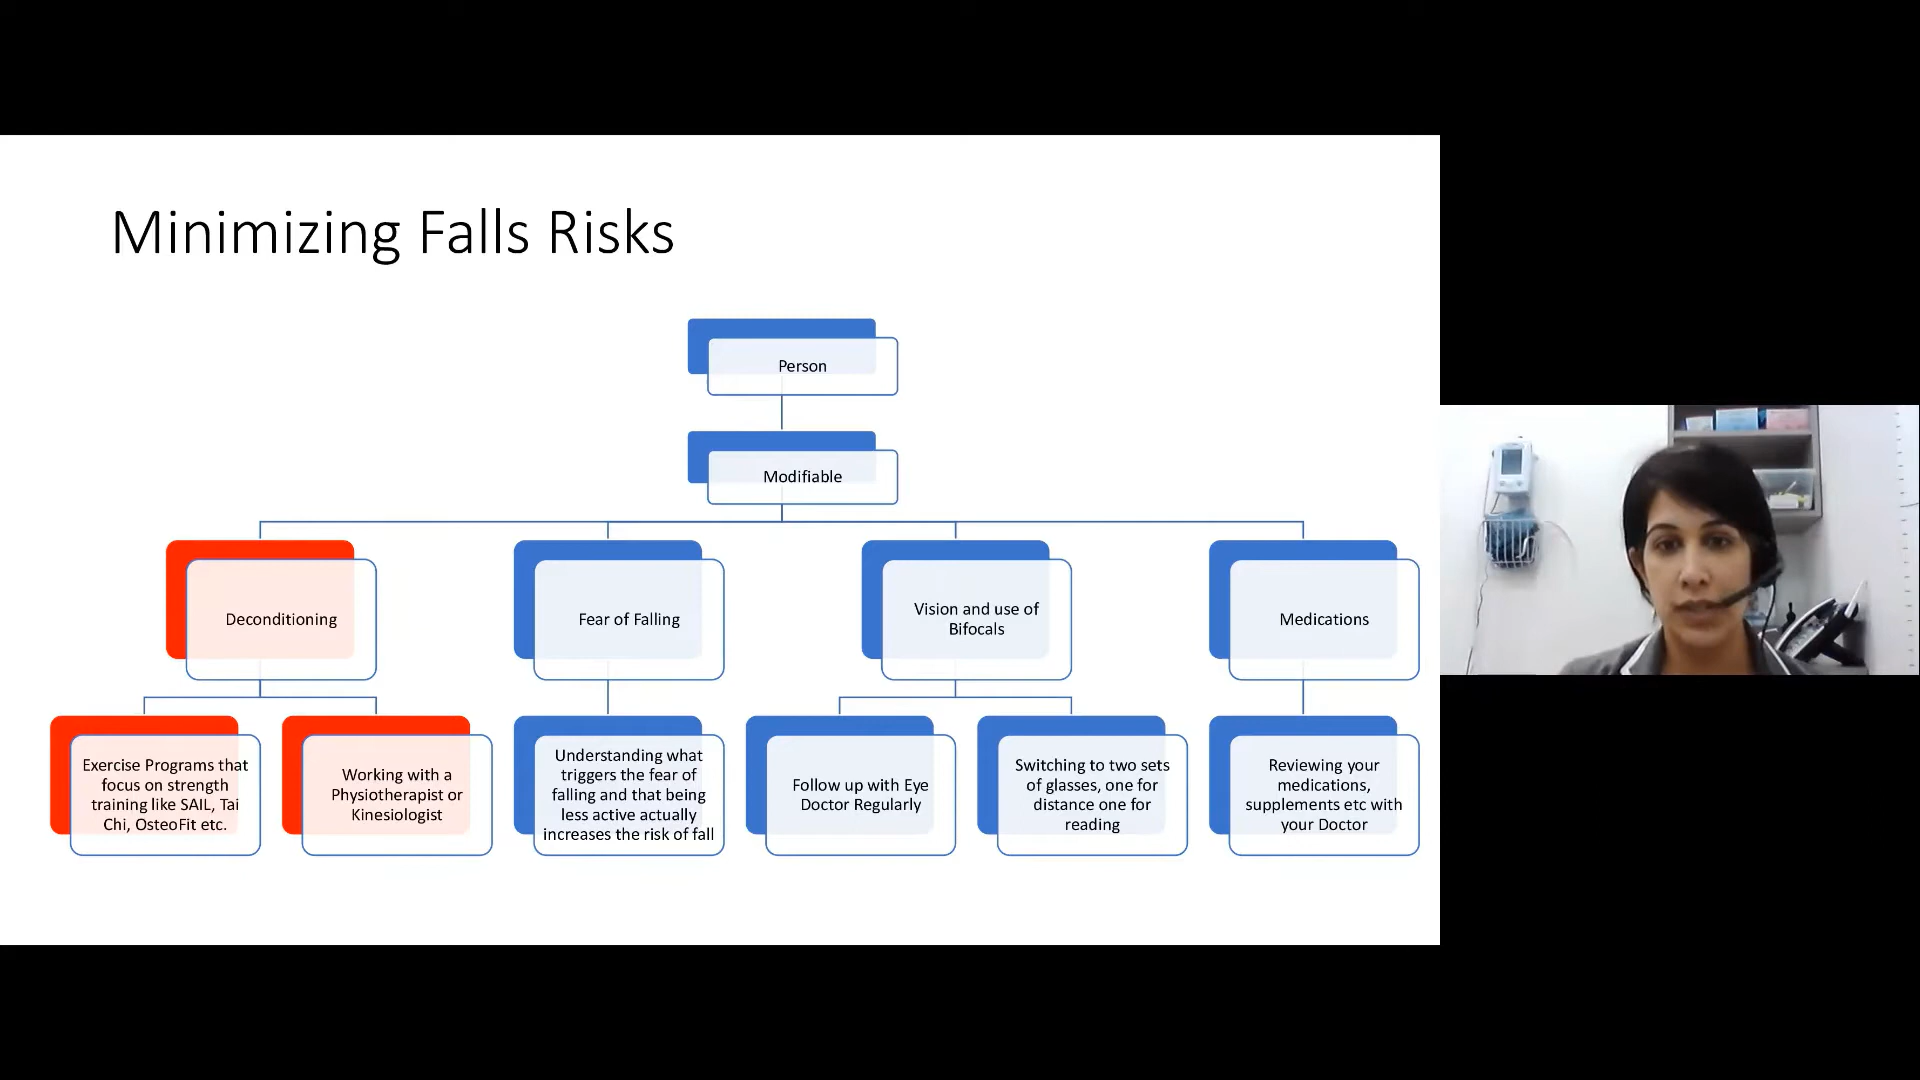 Minimizing Falls Risks
Person
Modifiable
Deconditioning
Fear of Falling
Vision and use of
Bifocals
Medications
Exercise Programs that
focus on strength
training like SAIL, Tai
Chi, OsteoFit etc.
Working with a
Physiotherapist or
Kinesiologist
Understanding what
triggers the fear of
falling and that being
less active actually
increases the risk of fall
Follow up with Eye
Doctor Regularly
Switching to two sets
of glasses, one for
distance one for
reading
Reviewing your
medications,
supplements etc with
your Doctor